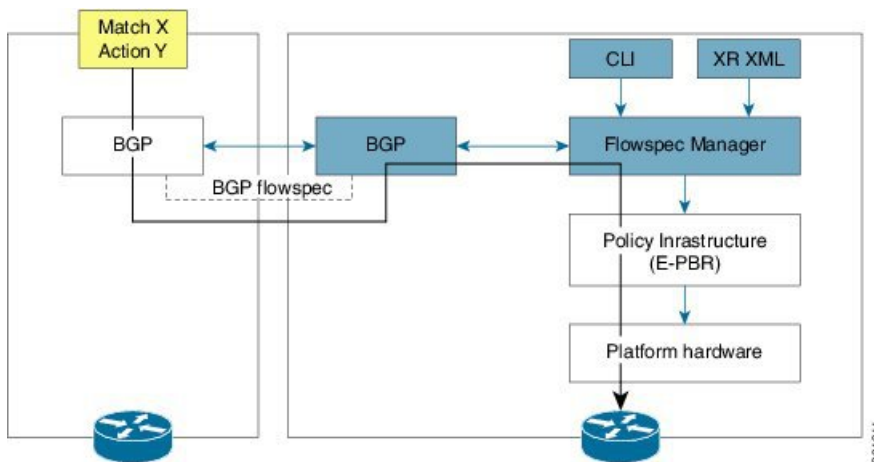 Match X
Action Y
CLI
XR XML
BGP
BGP
Flowspec Manager
BGP flowspec
Policy Inrastructure
(E-PBR)
Platform hardware